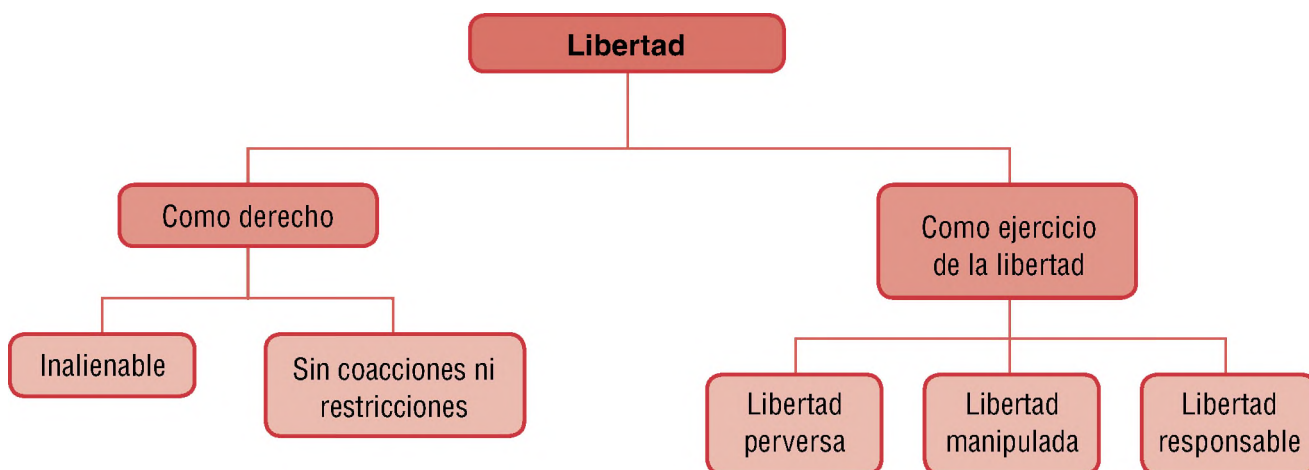 Libertad
Como derecho
Como ejercicio
de la libertad
Inalienable
Sin coacciones ni
restricciones
Libertad
perversa
Libertad
manipulada
Libertad
responsable